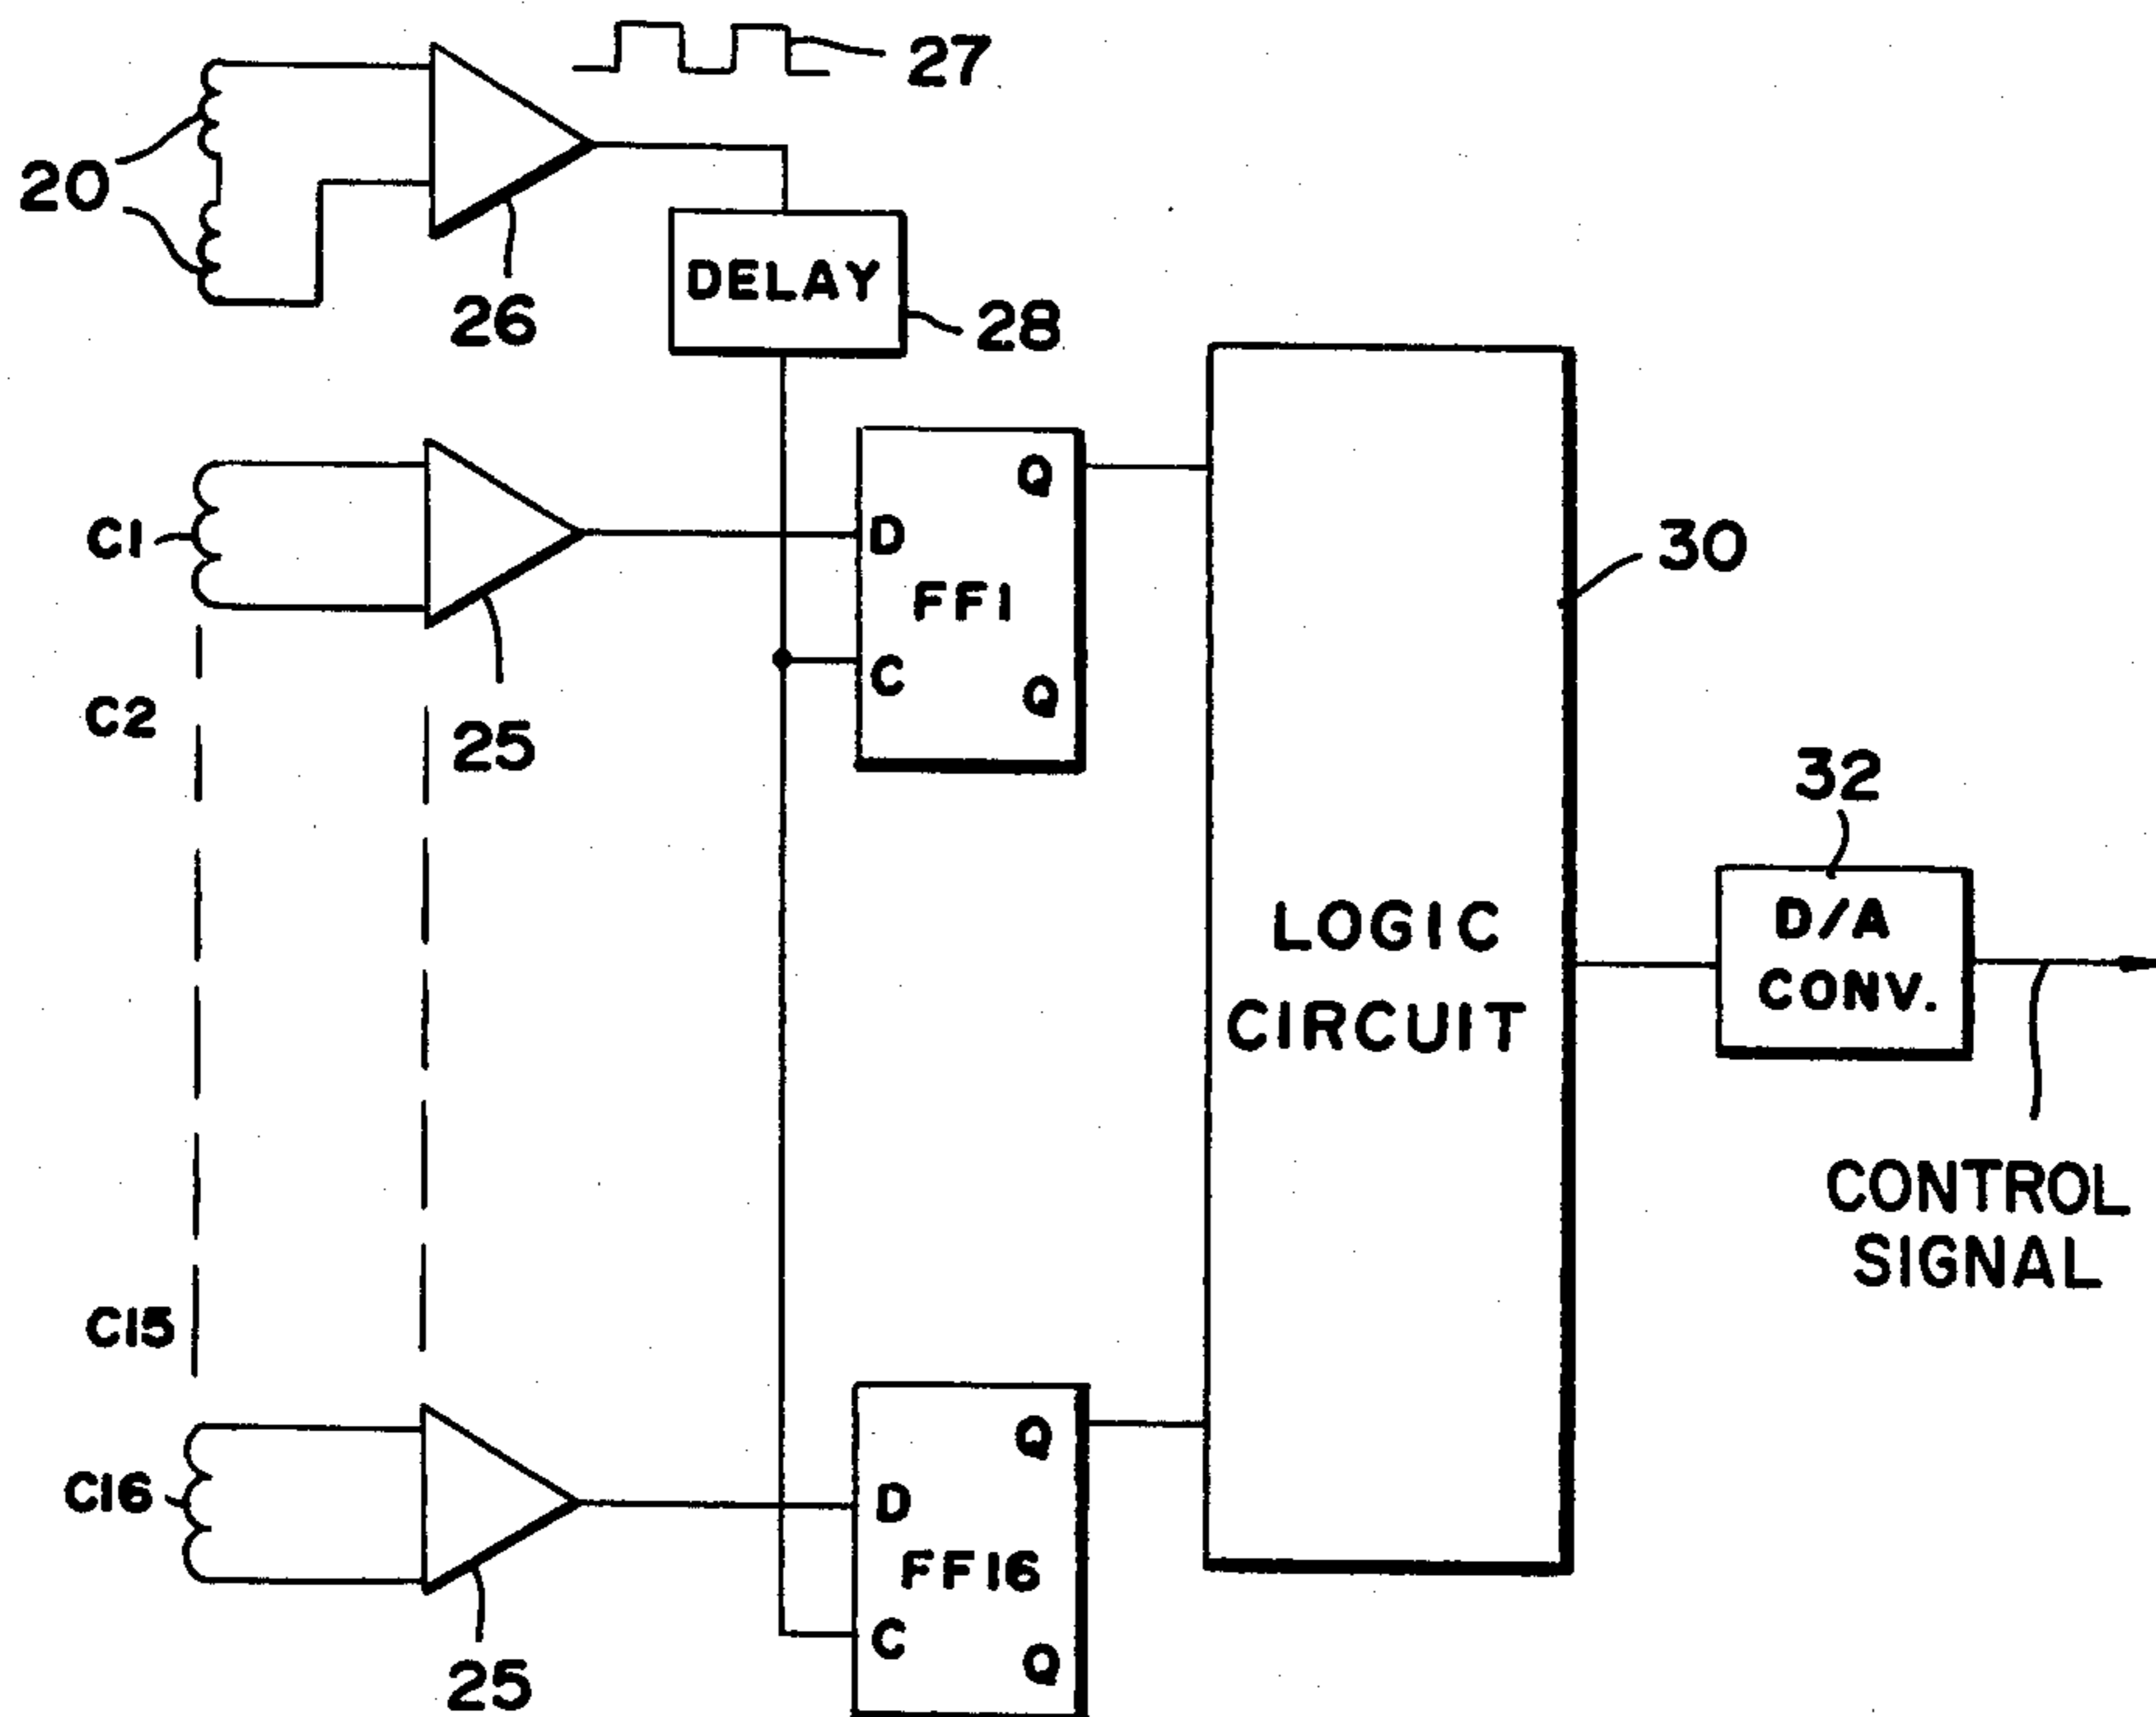 27
20
26
DELAY
28
C1
25
D
Q
FF1
C
Q
30
C2
32
D/A
CONV.
LOGIC
CIRCUIT
CONTROL
SIGNAL
C15
C16
25
D
Q
FF16
C
Q